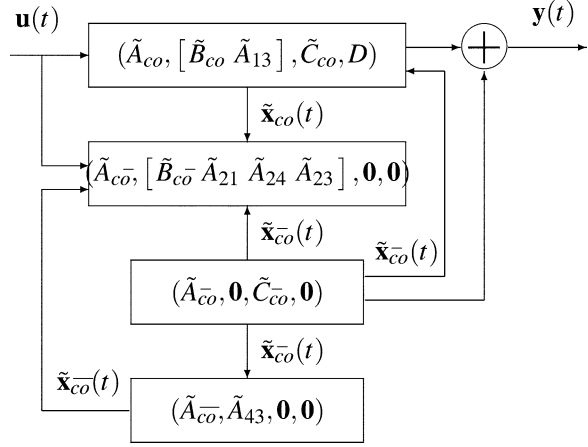 u(t) y(t)
(Ã_co, [B̃_co Ã_13], C̃_co, D) +
x̃_co(t)
(Ã_cō, [B̃_cō Ã_21 Ã_24 Ã_23], 0, 0)
x̃_c̄o(t) x̃_c̄o(t)
(Ã_c̄o, 0, C̃_c̄o, 0)
x̃_c̄o(t)
x̃_c̄ō(t)
(Ã_c̄ō, Ã_43, 0, 0)